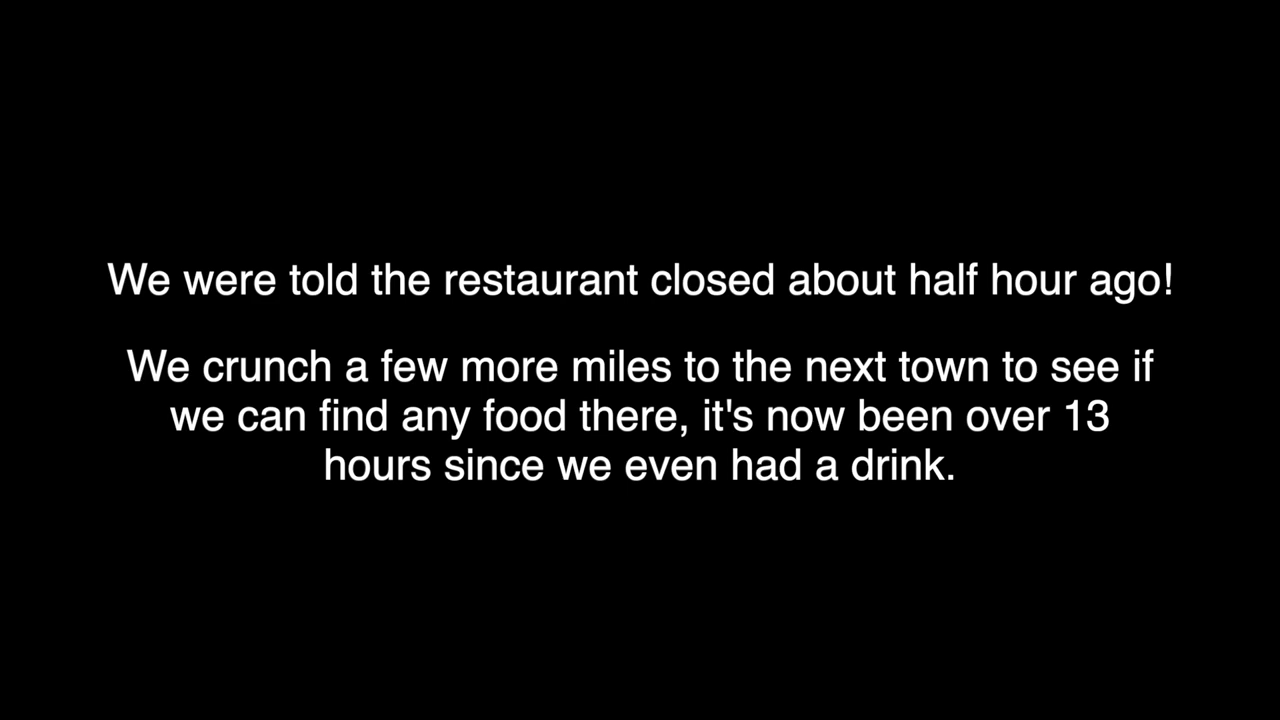 We were told the restaurant closed about half hour ago!
We crunch a few more miles to the next town to see if
we can find any food there, it's now been over 13
hours since we even had a drink.